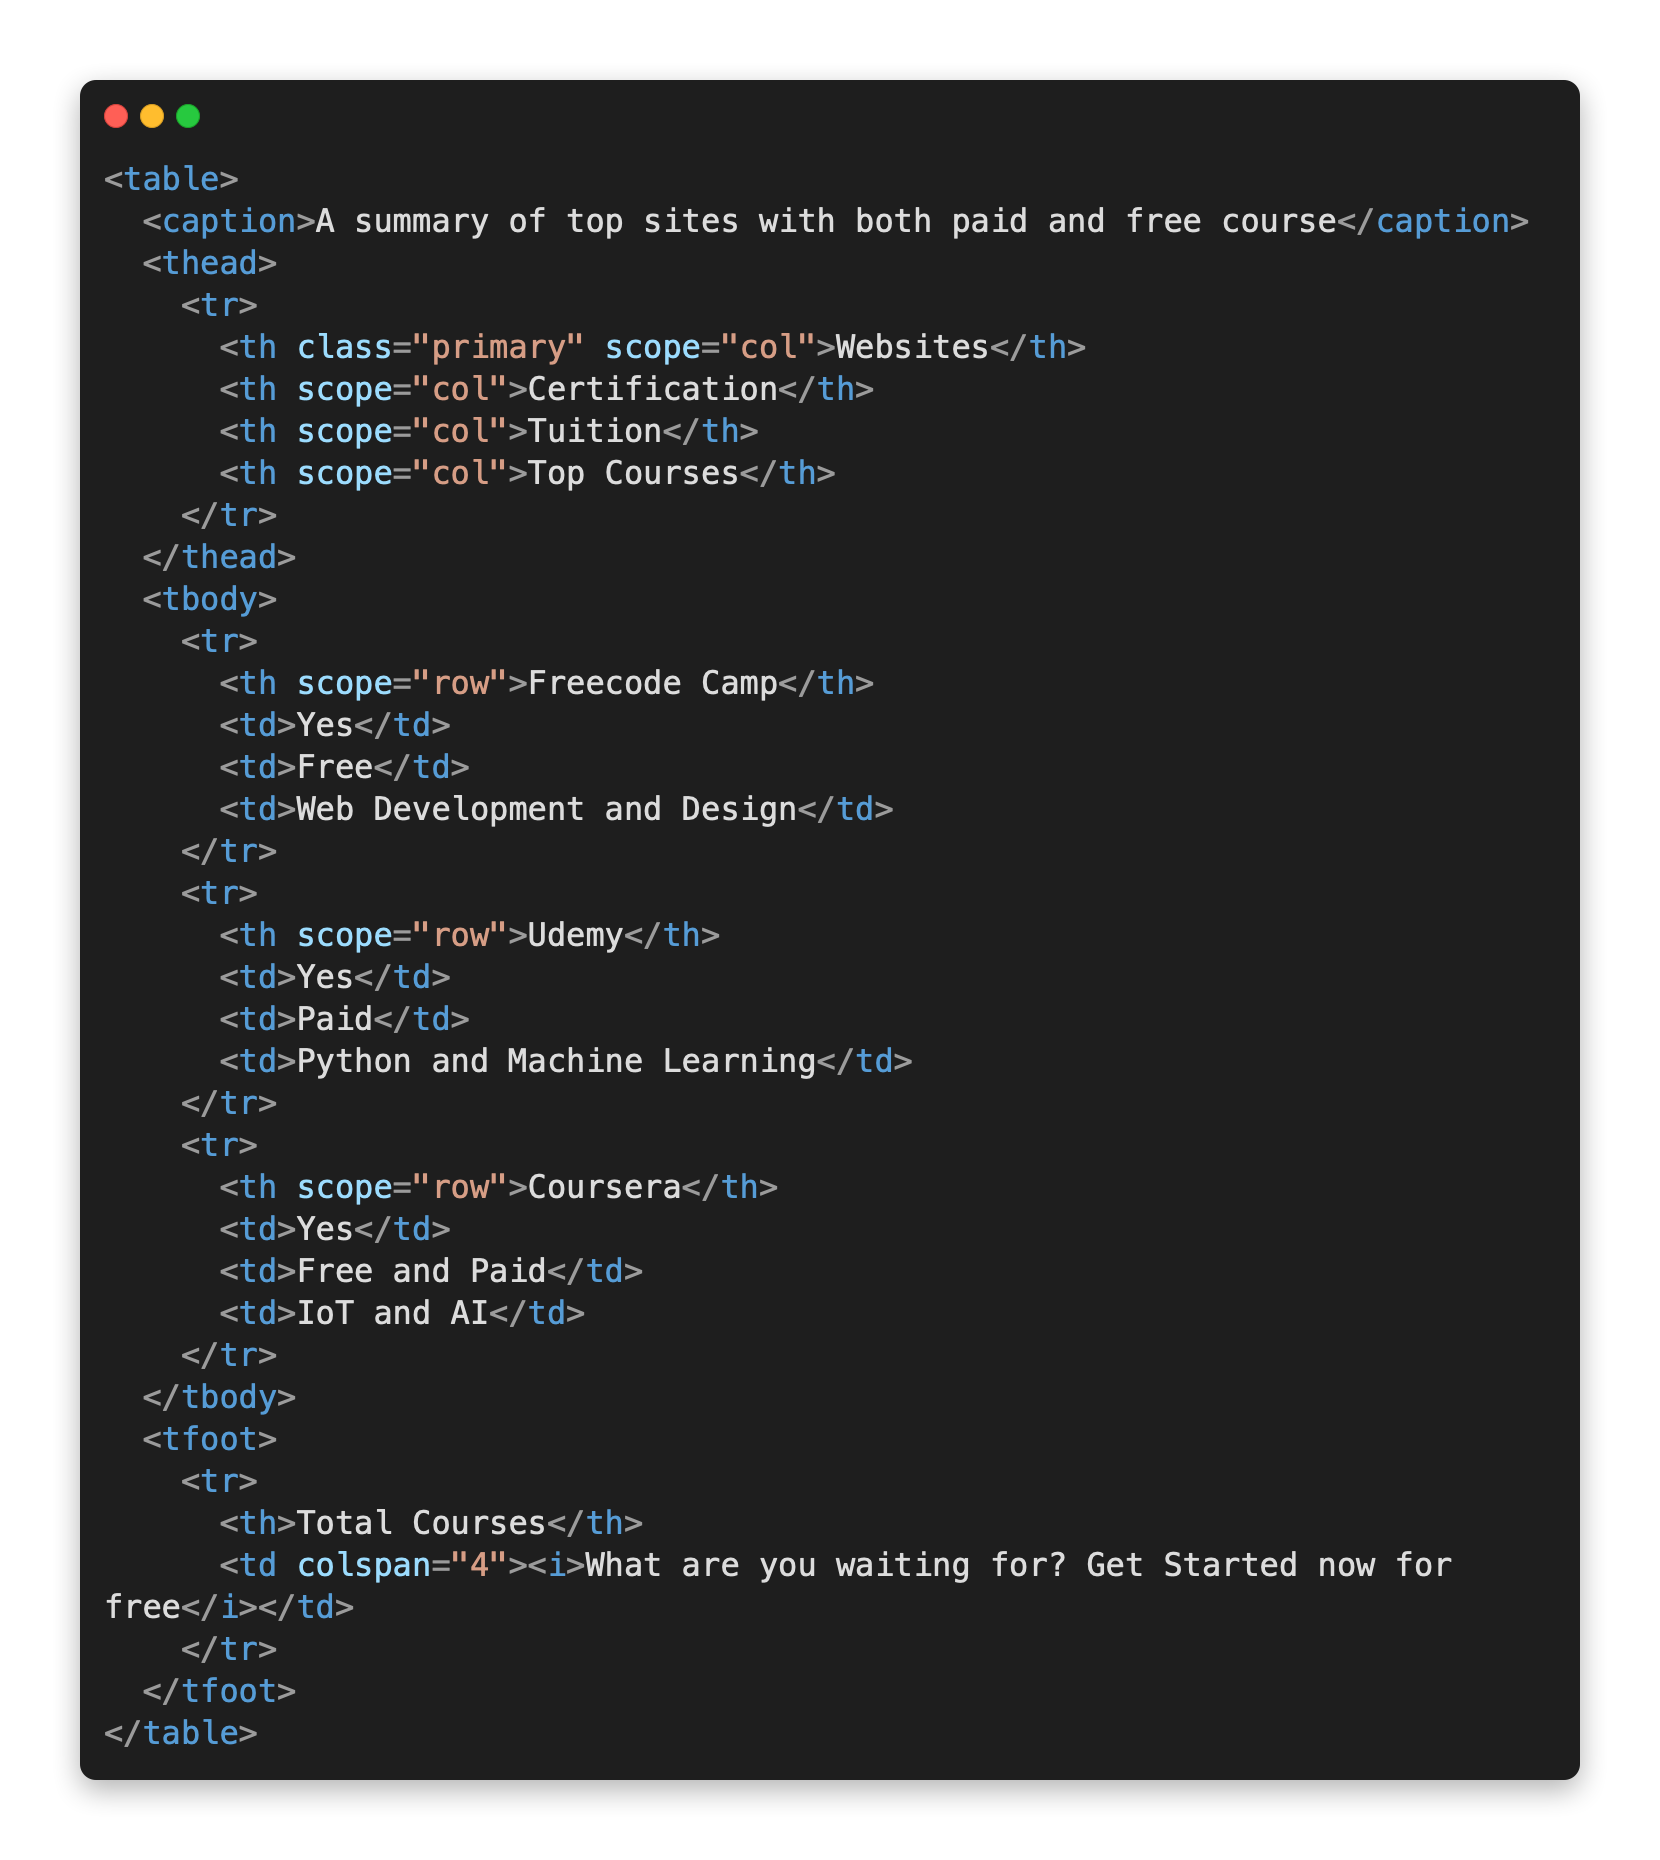 <table>
  <caption>A summary of top sites with both paid and free course</caption>
  <thead>
    <tr>
      <th class="primary" scope="col">Websites</th>
      <th scope="col">Certification</th>
      <th scope="col">Tuition</th>
      <th scope="col">Top Courses</th>
    </tr>
  </thead>
  <tbody>
    <tr>
      <th scope="row">Freecode Camp</th>
      <td>Yes</td>
      <td>Free</td>
      <td>Web Development and Design</td>
    </tr>
    <tr>
      <th scope="row">Udemy</th>
      <td>Yes</td>
      <td>Paid</td>
      <td>Python and Machine Learning</td>
    </tr>
    <tr>
      <th scope="row">Coursera</th>
      <td>Yes</td>
      <td>Free and Paid</td>
      <td>IoT and AI</td>
    </tr>
  </tbody>
  <tfoot>
    <tr>
      <th>Total Courses</th>
      <td colspan="4"><i>What are you waiting for? Get Started now for
free</i></td>
    </tr>
  </tfoot>
</table>